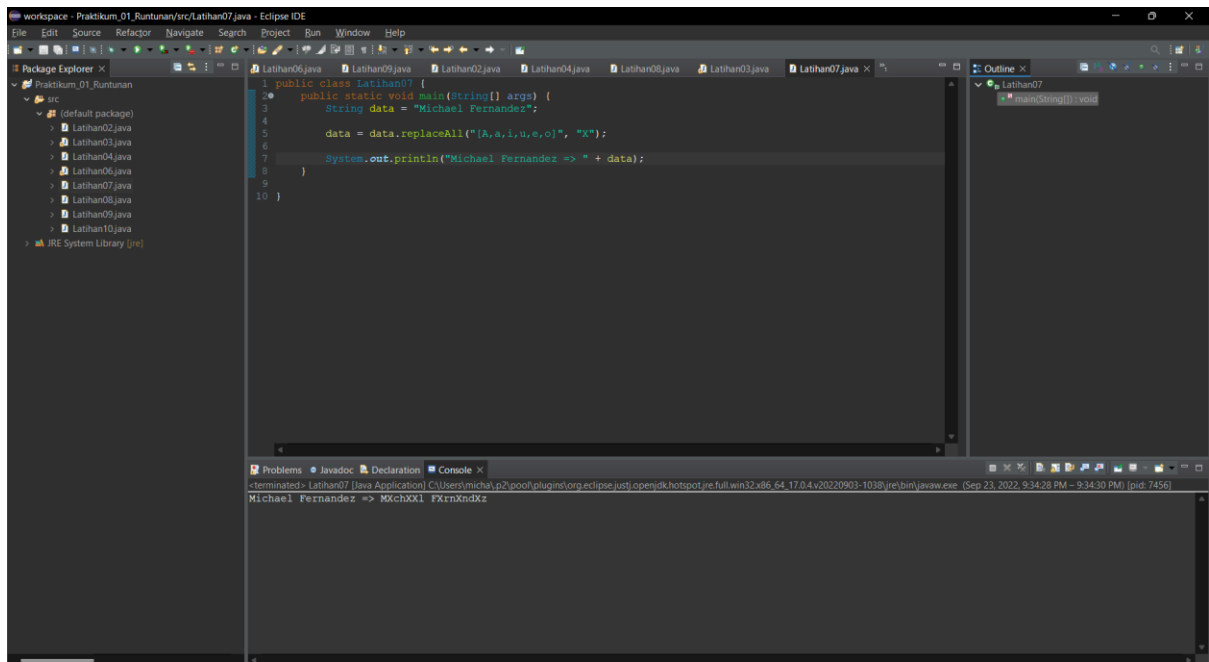 workspace - Praktikum_01_Runtunan/src/Latihan07.java - Eclipse IDE
File Edit Source Refactor Navigate Search Project Run Window Help
Package Explorer
Praktikum_01_Runtunan
src
(default package)
Latihan02.java
Latihan03.java
Latihan04.java
Latihan06.java
Latihan07.java
Latihan08.java
Latihan09.java
Latihan10.java
JRE System Library [jre]
Latihan06.java Latihan09.java Latihan02.java Latihan04.java Latihan08.java Latihan03.java Latihan07.java
1 public class Latihan07 {
2 public static void main(String[] args) {
3 String data = "Michael Fernandez";
4
5 data = data.replaceAll("[A,a,i,u,e,o]", "X");
6
7 System.out.println("Michael Fernandez => " + data);
8 }
9
10 }
Outline
Latihan07
main(String[]) : void
Problems Javadoc Declaration Console
<terminated> Latihan07 [Java Application] C:\Users\micha\.p2\pool\plugins\org.eclipse.justj.openjdk.hotspot.jre.full.win32.x86_64_17.0.4.v20220903-1038\jre\bin\javaw.exe (Sep 23, 2022, 9:34:28 PM – 9:34:30 PM) [pid: 7456]
Michael Fernandez => MXchXXl FXrnXndXz